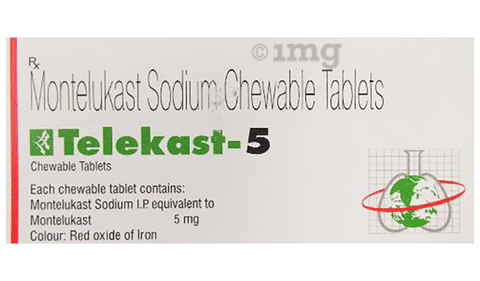 ©1mg
Rx
Montelukast Sodium Chewable Tablets
Telekast-5
Chewable Tablets
Each chewable tablet contains:
Montelukast Sodium I.P. equivalent to
Montelukast 5 mg
Colour: Red oxide of Iron